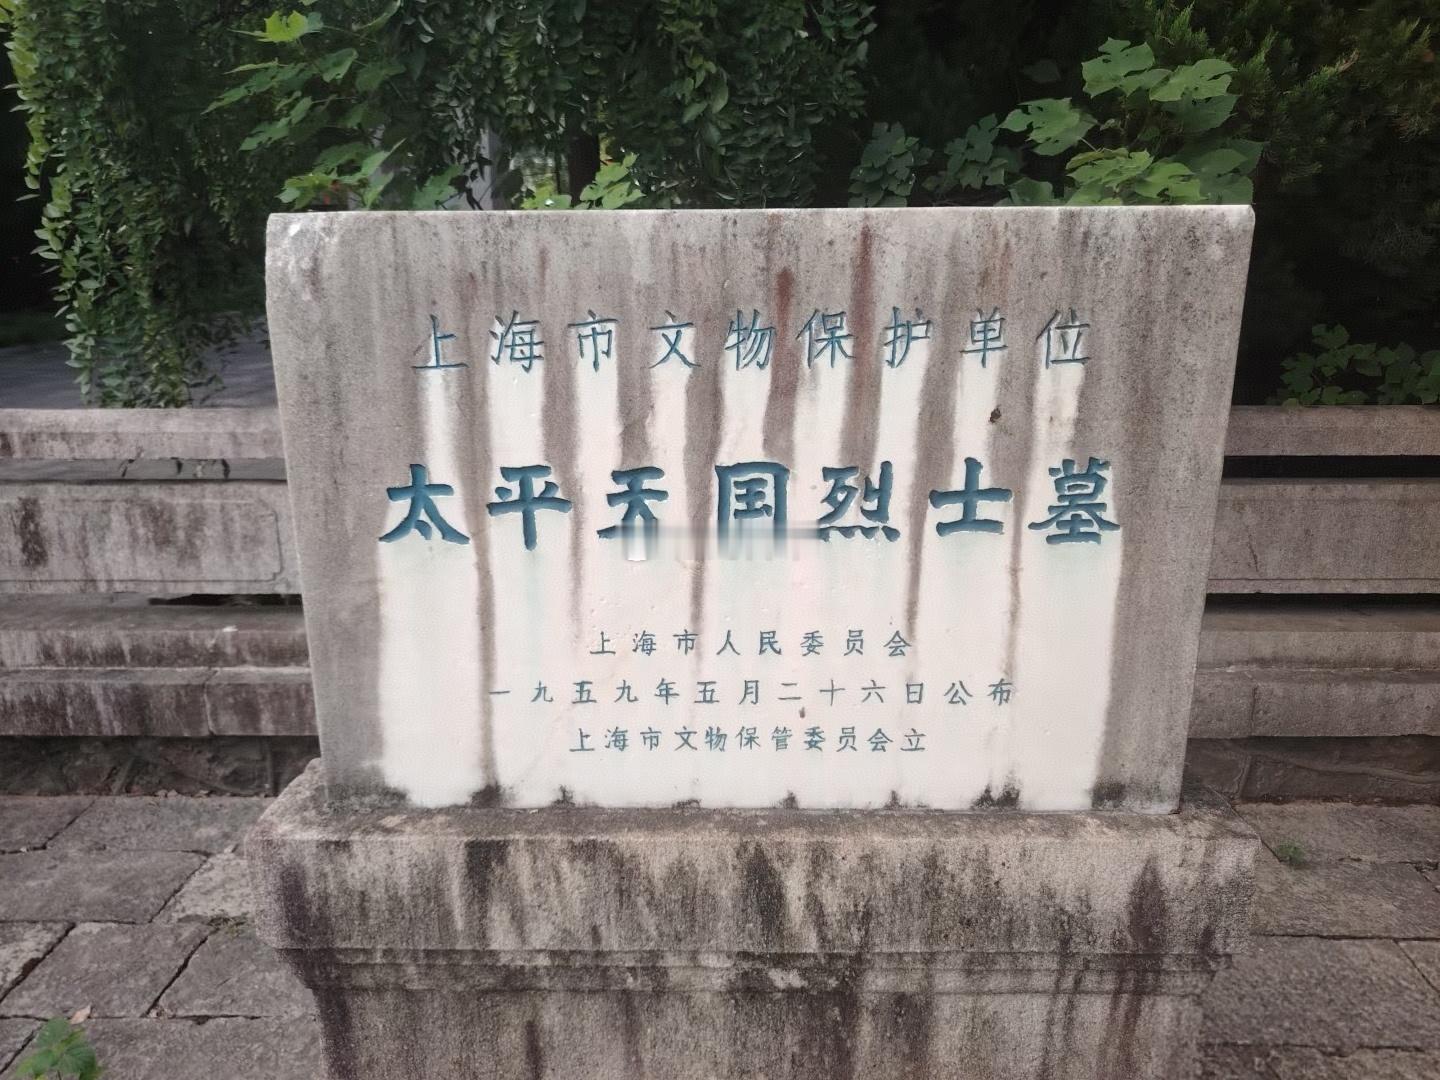 上海市文物保护单位
太平天国烈士墓
上海市人民委员会
一九五九年五月二十六日公布
上海市文物保管委员会立